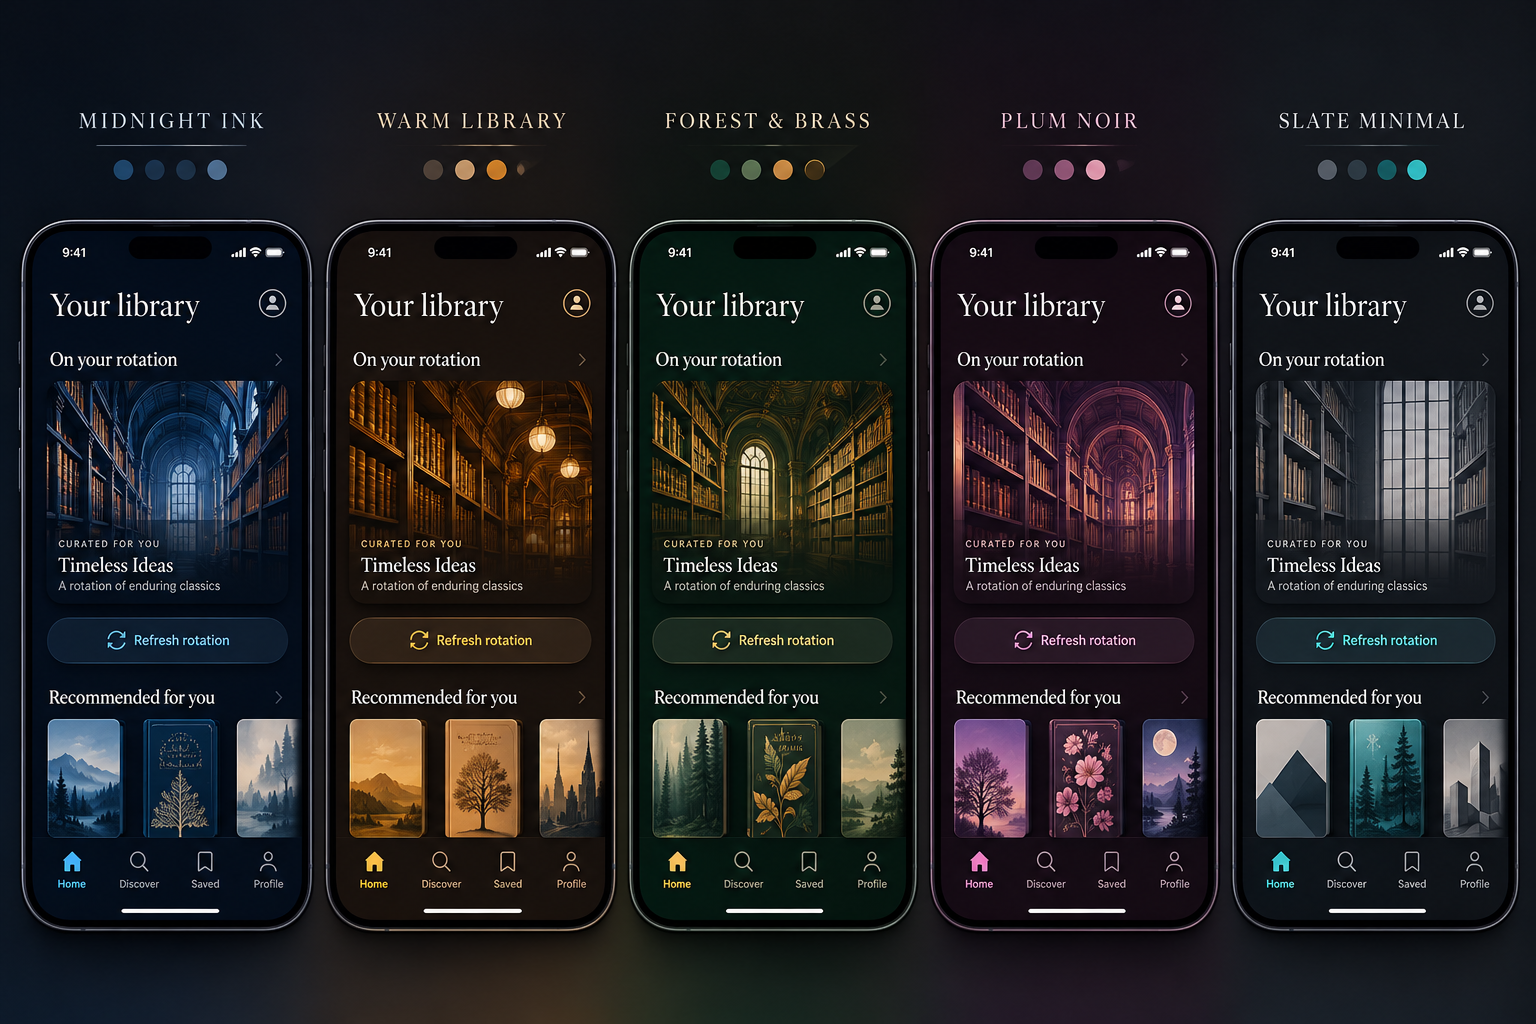 MIDNIGHT INK
WARM LIBRARY
FOREST & BRASS
PLUM NOIR
SLATE MINIMAL
9:41
Your library
On your rotation
CURATED FOR YOU
Timeless Ideas
A rotation of enduring classics
Refresh rotation
Recommended for you
Home
Discover
Saved
Profile
9:41
Your library
On your rotation
CURATED FOR YOU
Timeless Ideas
A rotation of enduring classics
Refresh rotation
Recommended for you
Home
Discover
Saved
Profile
9:41
Your library
On your rotation
CURATED FOR YOU
Timeless Ideas
A rotation of enduring classics
Refresh rotation
Recommended for you
Home
Discover
Saved
Profile
9:41
Your library
On your rotation
CURATED FOR YOU
Timeless Ideas
A rotation of enduring classics
Refresh rotation
Recommended for you
Home
Discover
Saved
Profile
9:41
Your library
On your rotation
CURATED FOR YOU
Timeless Ideas
A rotation of enduring classics
Refresh rotation
Recommended for you
Home
Discover
Saved
Profile